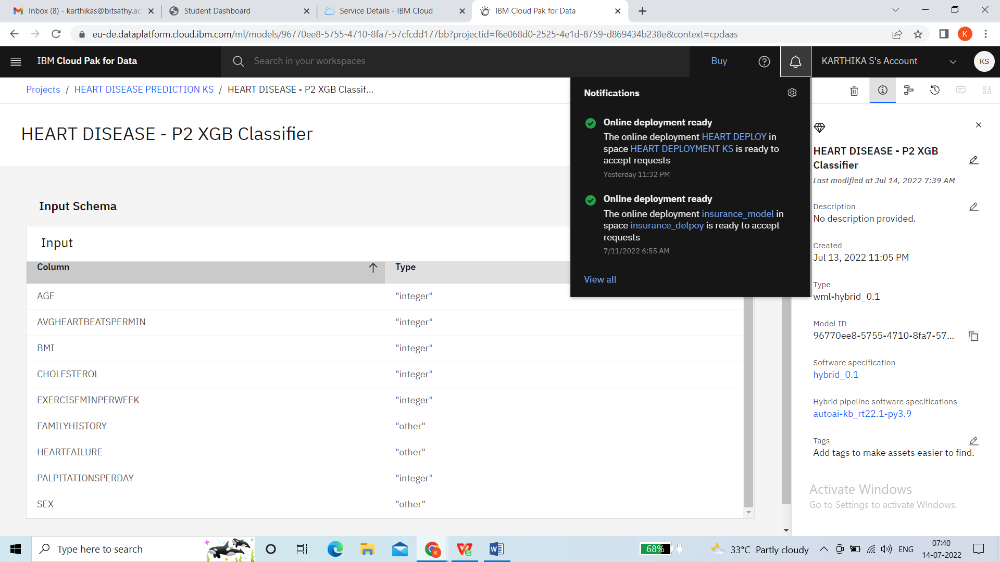 Inbox (8) - karthikas@bitsathy.ac.
Student Dashboard
Service Details - IBM Cloud
IBM Cloud Pak for Data
eu-de.dataplatform.cloud.ibm.com/ml/models/96770ee8-5755-4710-8fa7-57cfcdd177bb?projectid=f6e068d0-2525-4e1d-8759-d869434b238e&context=cpdaas
K
IBM Cloud Pak for Data
Search in your workspaces
Buy
KARTHIKA S's Account
KS
Projects / HEART DISEASE PREDICTION KS / HEART DISEASE - P2 XGB Classif...
HEART DISEASE - P2 XGB Classifier
Input Schema
Input
Column Type
AGE "integer"
AVGHEARTBEATSPERMIN "integer"
BMI "integer"
CHOLESTEROL "integer"
EXERCISEMINPERWEEK "integer"
FAMILYHISTORY "other"
HEARTFAILURE "other"
PALPITATIONSPERDAY "integer"
SEX "other"
Notifications
Online deployment ready
The online deployment HEART DEPLOY in
space HEART DEPLOYMENT KS is ready to
accept requests
Yesterday 11:32 PM
Online deployment ready
The online deployment insurance_model in
space insurance_delpoy is ready to accept
requests
7/11/2022 6:55 AM
View all
HEART DISEASE - P2 XGB
Classifier
Last modified at Jul 14, 2022 7:39 AM
Description
No description provided.
Created
Jul 13, 2022 11:05 PM
Type
wml-hybrid_0.1
Model ID
96770ee8-5755-4710-8fa7-57...
Software specification
hybrid_0.1
Hybrid pipeline software specifications
autoai-kb_rt22.1-py3.9
Tags
Add tags to make assets easier to find.
Activate Windows
Go to Settings to activate Windows.
Type here to search
68%
33°C Partly cloudy
ENG
07:40
14-07-2022